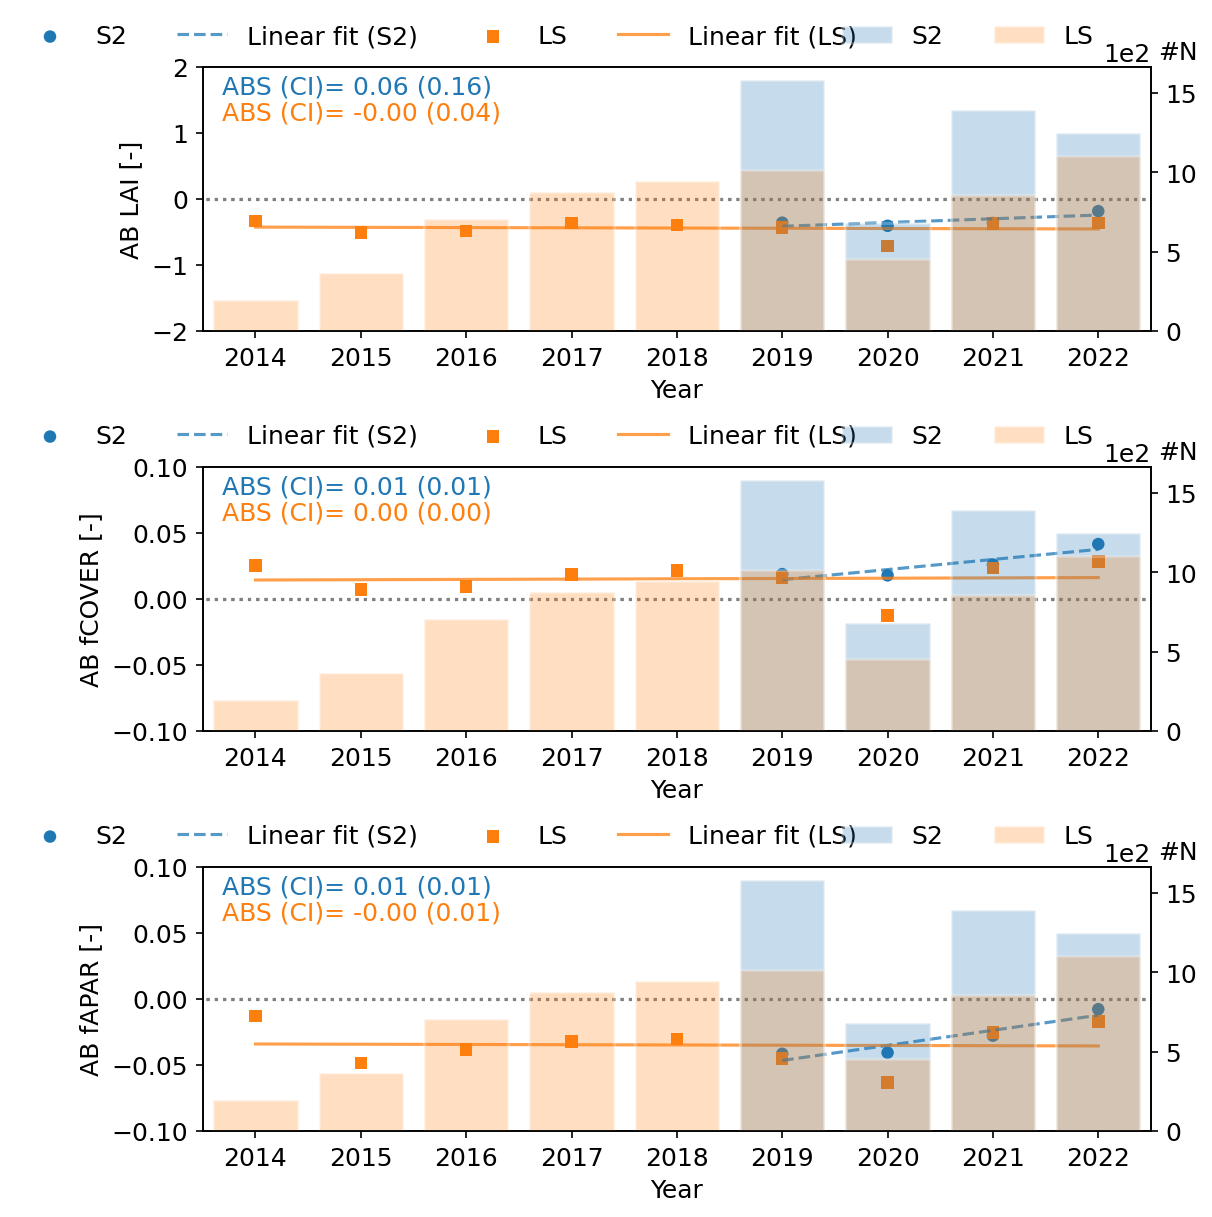 S2 Linear fit (S2) LS Linear fit (LS) S2 LS
1e2 #N
ABS (CI)= 0.06 (0.16)
ABS (CI)= -0.00 (0.04)
AB LAI [-]
2
1
0
−1
−2
15
10
5
0
2014 2015 2016 2017 2018 2019 2020 2021 2022
Year
S2 Linear fit (S2) LS Linear fit (LS) S2 LS
1e2 #N
ABS (CI)= 0.01 (0.01)
ABS (CI)= 0.00 (0.00)
AB fCOVER [-]
0.10
0.05
0.00
−0.05
−0.10
15
10
5
0
2014 2015 2016 2017 2018 2019 2020 2021 2022
Year
S2 Linear fit (S2) LS Linear fit (LS) S2 LS
1e2 #N
ABS (CI)= 0.01 (0.01)
ABS (CI)= -0.00 (0.01)
AB fAPAR [-]
0.10
0.05
0.00
−0.05
−0.10
15
10
5
0
2014 2015 2016 2017 2018 2019 2020 2021 2022
Year